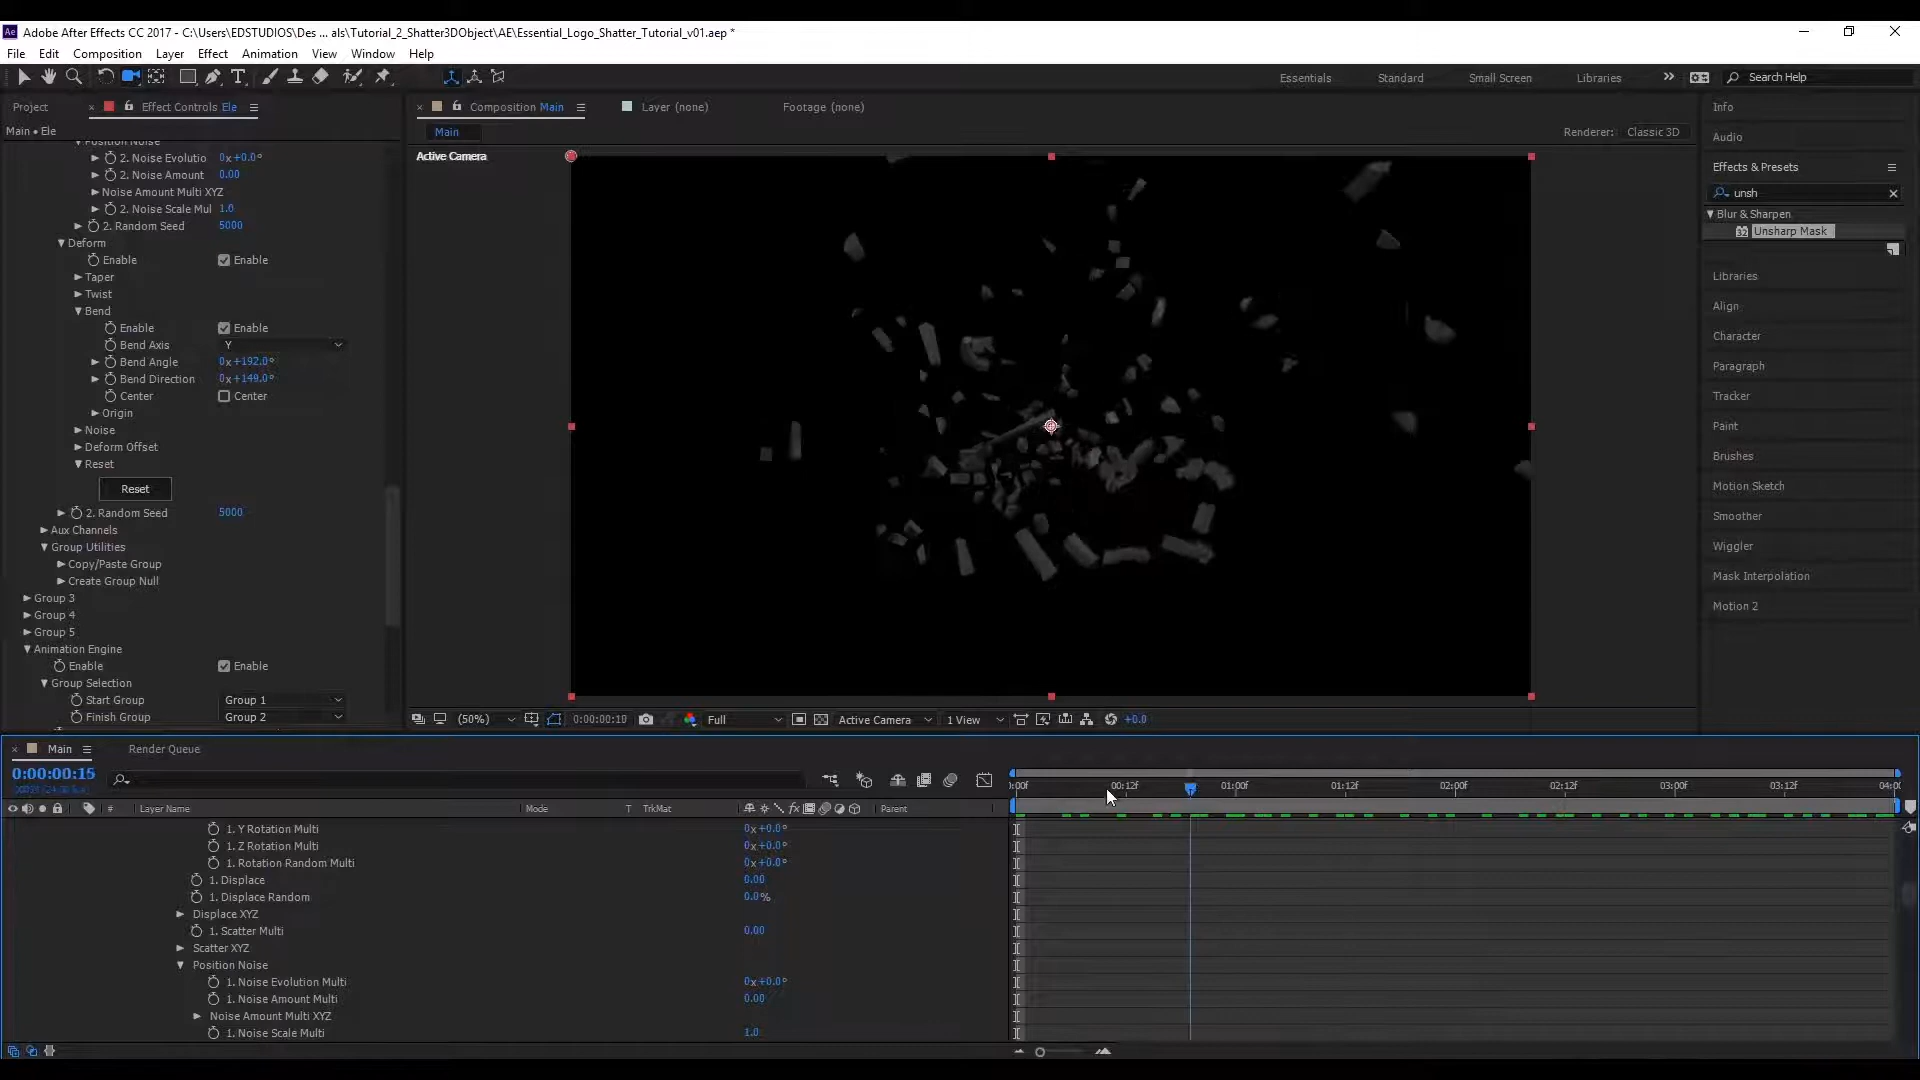 Adobe After Effects CC 2017 - C:\Users\EDSTUDIOS\Des ... als\Tutorial_2_Shatter3DObject\AE\Essential_Logo_Shatter_Tutorial_v01.aep *
File Edit Composition Layer Effect Animation View Window Help
Essentials Standard Small Screen Libraries Search Help
Project Effect Controls Ele Composition Main Layer (none) Footage (none) Info
Main • Ele Main Renderer: Classic 3D Audio
Position Noise Active Camera Effects & Presets
2. Noise Evolutio 0x+0.0°
2. Noise Amount 0.00 unsh
Noise Amount Multi XYZ Blur & Sharpen
2. Noise Scale Mul 1.0 Unsharp Mask
2. Random Seed 5000
Deform
Enable Enable
Taper Libraries
Twist Align
Bend
Enable Enable Character
Bend Axis Y
Bend Angle 0x+192.0° Paragraph
Bend Direction 0x+149.0°
Center Center Tracker
Origin
Noise Paint
Deform Offset Brushes
Reset
Reset Motion Sketch
2. Random Seed 5000 Smoother
Aux Channels
Group Utilities Wiggler
Copy/Paste Group
Create Group Null Mask Interpolation
Group 3 Motion 2
Group 4
Group 5
Animation Engine
Enable Enable
Group Selection
Start Group Group 1
Finish Group Group 2
(50%) 0:00:00:10 Full Active Camera 1 View +0.0
Main Render Queue
0:00:00:15
:00f 00:12f 01:00f 01:12f 02:00f 02:12f 03:00f 03:12f 04:00
# Layer Name Mode T TrkMat Parent
1. Y Rotation Multi 0x+0.0°
1. Z Rotation Multi 0x+0.0°
1. Rotation Random Multi 0x+0.0°
1. Displace 0.00
1. Displace Random 0.0%
Displace XYZ
1. Scatter Multi 0.00
Scatter XYZ
Position Noise
1. Noise Evolution Multi 0x+0.0°
1. Noise Amount Multi 0.00
Noise Amount Multi XYZ
1. Noise Scale Multi 1.0